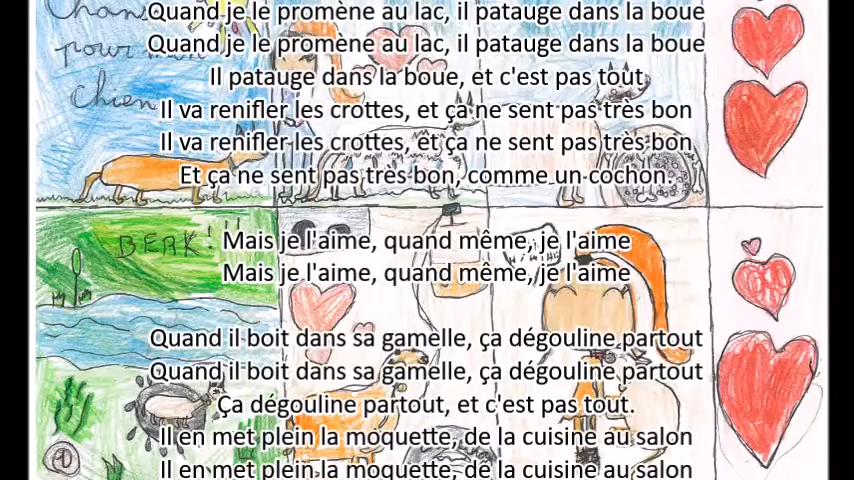 Quand je le promène au lac, il patauge dans la boue
Quand je le promène au lac, il patauge dans la boue
Il patauge dans la boue, et c'est pas tout
Il va renifler les crottes, et ça ne sent pas très bon
Il va renifler les crottes, et ça ne sent pas très bon
Et ça ne sent pas très bon, comme un cochon.
Mais je l'aime, quand même, je l'aime
Mais je l'aime, quand même, je l'aime
Quand il boit dans sa gamelle, ça dégouline partout
Quand il boit dans sa gamelle, ça dégouline partout
Ça dégouline partout, et c'est pas tout.
Il en met plein la moquette, de la cuisine au salon
Il en met plein la moquette, de la cuisine au salon
Chan
pour
chien
BERK!